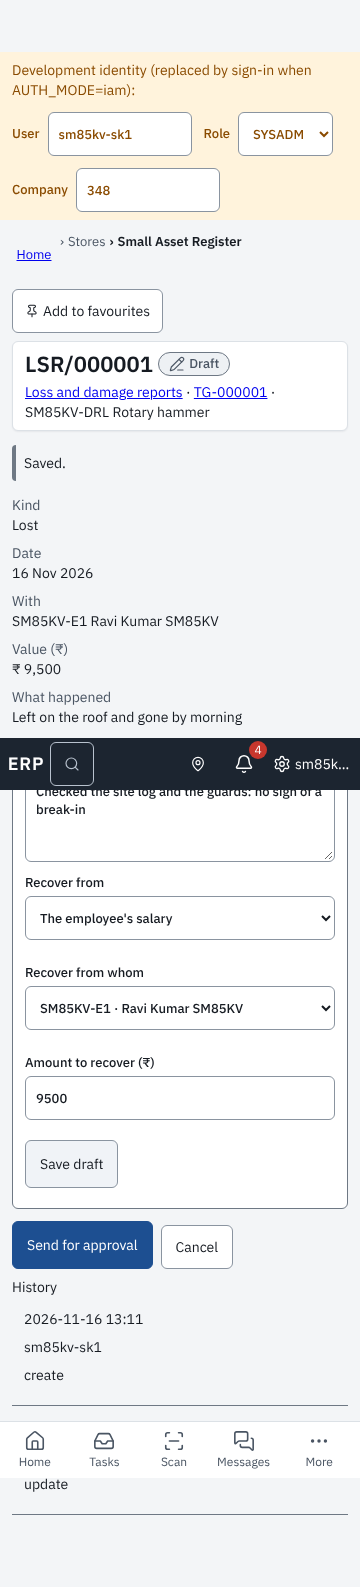 Development identity (replaced by sign-in when
AUTH_MODE=iam):
User sm85kv-sk1 Role SYSADM
Company 348
Home › Stores › Small Asset Register
Add to favourites
LSR/000001 Draft
Loss and damage reports · TG-000001 ·
SM85KV-DRL Rotary hammer
Saved.
Kind
Lost
Date
16 Nov 2026
With
SM85KV-E1 Ravi Kumar SM85KV
Value (₹)
₹ 9,500
What happened
Left on the roof and gone by morning
ERP 4 sm85k...
Checked the site log and the guards: no sign of a
break-in
Recover from
The employee's salary
Recover from whom
SM85KV-E1 · Ravi Kumar SM85KV
Amount to recover (₹)
9500
Save draft
Send for approval Cancel
History
2026-11-16 13:11
sm85kv-sk1
create
Home Tasks Scan Messages More
update